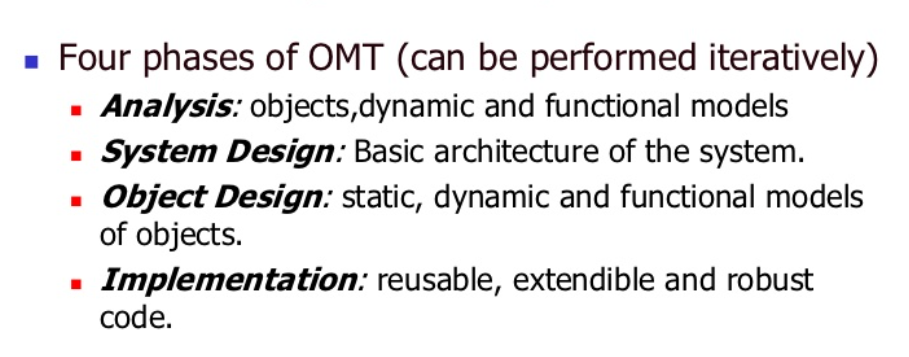 Four phases of OMT (can be performed iteratively)
Analysis: objects,dynamic and functional models
System Design: Basic architecture of the system.
Object Design: static, dynamic and functional models
of objects.
Implementation: reusable, extendible and robust
code.